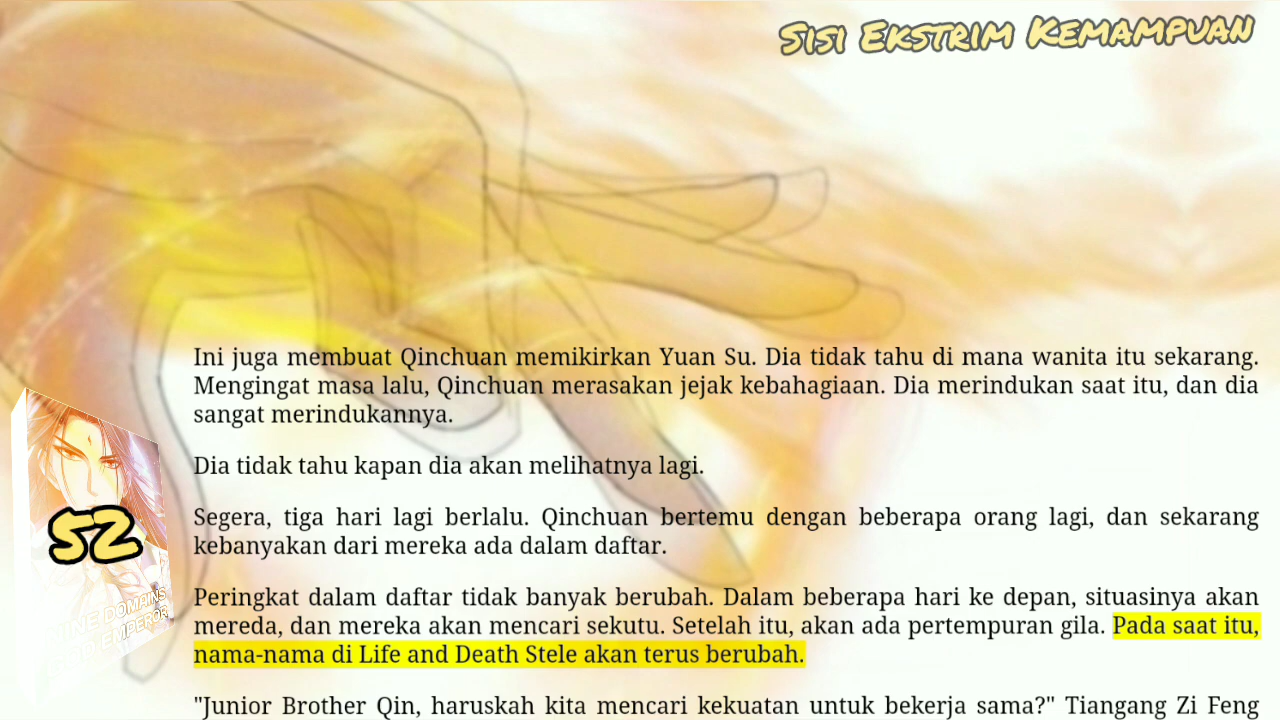 Sisi Ekstrim Kemampuan
Ini juga membuat Qinchuan memikirkan Yuan Su. Dia tidak tahu di mana wanita itu sekarang.
Mengingat masa lalu, Qinchuan merasakan jejak kebahagiaan. Dia merindukan saat itu, dan dia
sangat merindukannya.
Dia tidak tahu kapan dia akan melihatnya lagi.
Segera, tiga hari lagi berlalu. Qinchuan bertemu dengan beberapa orang lagi, dan sekarang
kebanyakan dari mereka ada dalam daftar.
Peringkat dalam daftar tidak banyak berubah. Dalam beberapa hari ke depan, situasinya akan
mereda, dan mereka akan mencari sekutu. Setelah itu, akan ada pertempuran gila. Pada saat itu,
nama-nama di Life and Death Stele akan terus berubah.
"Junior Brother Qin, haruskah kita mencari kekuatan untuk bekerja sama?" Tiangang Zi Feng
52
NINE DOMAINS
EMPEROR